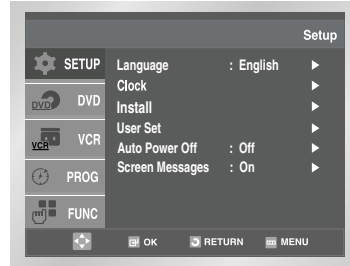 Setup
SETUP
Language : English ►
Clock ►
Install ►
User Set ►
Auto Power Off : Off ►
Screen Messages : On ►
DVD DVD
VCR VCR
PROG
FUNC
OK RETURN MENU